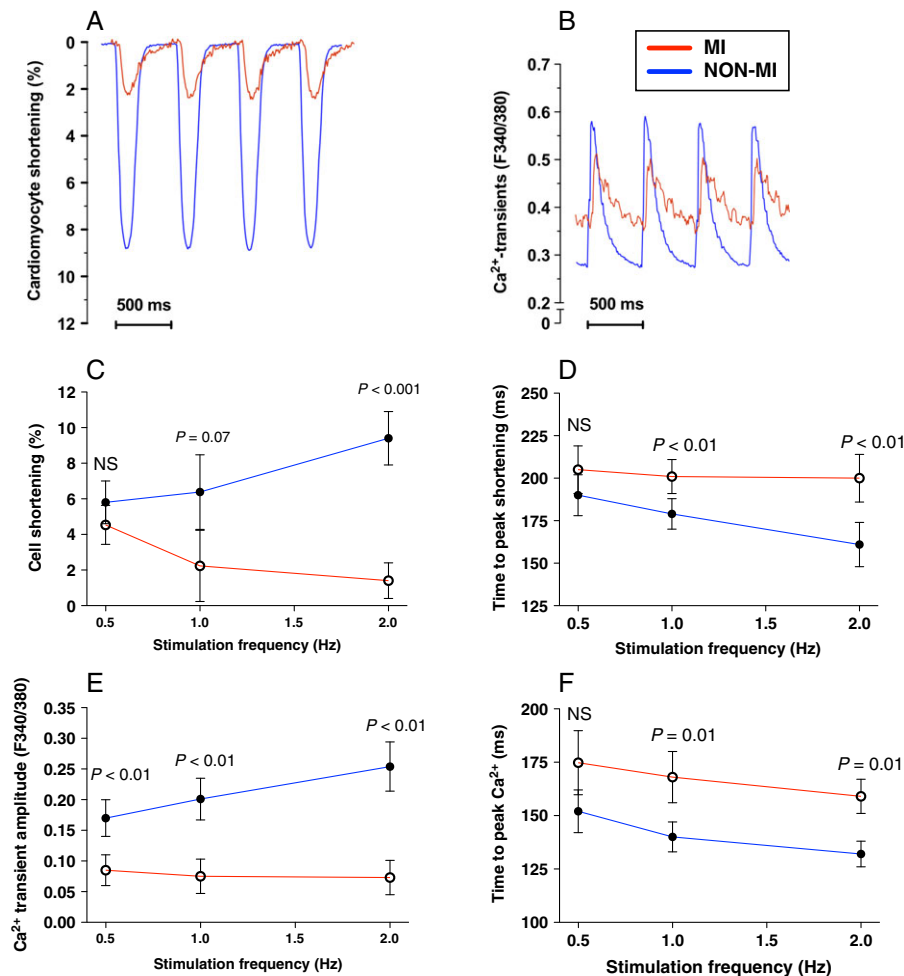 A
Cardiomyocyte shortening (%)
0
2
4
6
8
10
12
500 ms
B
MI
NON-MI
Ca²⁺-transients (F340/380)
0.7
0.6
0.5
0.4
0.3
0.2
0
500 ms
C
Cell shortening (%)
12
10
8
6
4
2
0
NS
P = 0.07
P < 0.001
0.5
1.0
1.5
2.0
Stimulation frequency (Hz)
D
Time to peak shortening (ms)
250
225
200
175
150
125
NS
P < 0.01
P < 0.01
0.5
1.0
1.5
2.0
Stimulation frequency (Hz)
E
Ca²⁺ transient amplitude (F340/380)
0.35
0.30
0.25
0.20
0.15
0.10
0.05
0.00
P < 0.01
P < 0.01
P < 0.01
0.5
1.0
1.5
2.0
Stimulation frequency (Hz)
F
Time to peak Ca²⁺ (ms)
200
175
150
125
100
NS
P = 0.01
P = 0.01
0.5
1.0
1.5
2.0
Stimulation frequency (Hz)